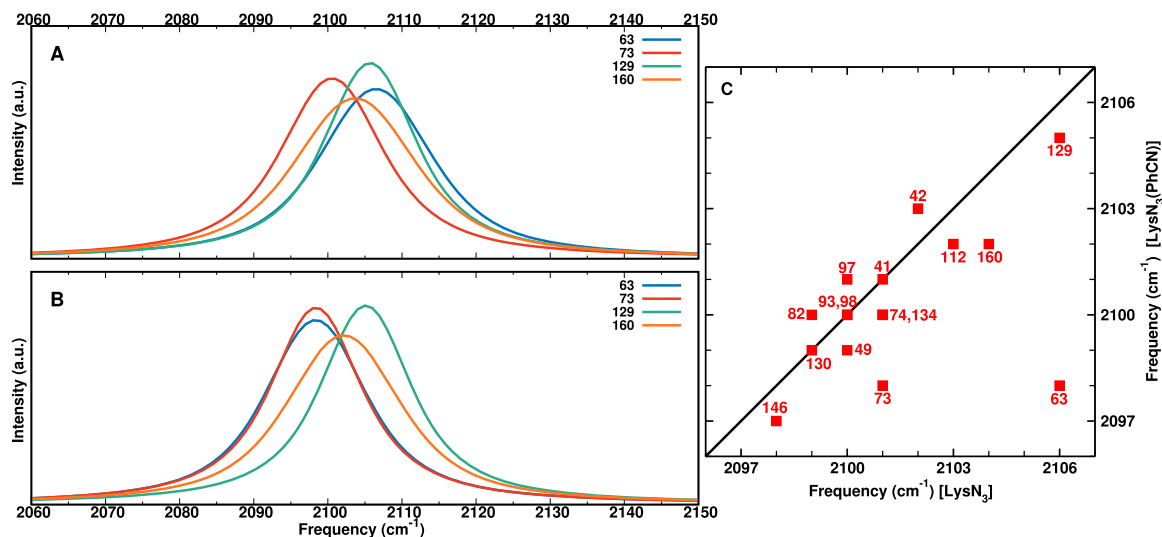 2060 2070 2080 2090 2100 2110 2120 2130 2140 2150
A
63
73
129
160
Intensity (a.u.)
B
63
73
129
160
Intensity (a.u.)
2060 2070 2080 2090 2100 2110 2120 2130 2140 2150
Frequency (cm-1)
C
2106
2103
2100
2097
129
42
112 160
97 41
93,98
82 74,134
130 49
73 63
146
2097 2100 2103 2106
Frequency (cm-1) [LysN3]
Frequency (cm-1) [LysN3(PhCN)]